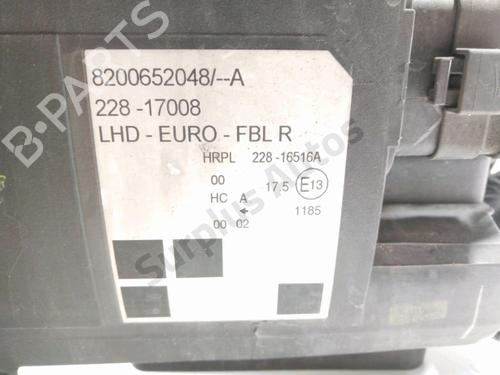 8200652048/--A
228 -17008
LHD - EURO - FBL R
HRPL 228 -16516A
00 17.5 E13
HC A
← 1185
00 02
B-PARTS
Surplus Autos